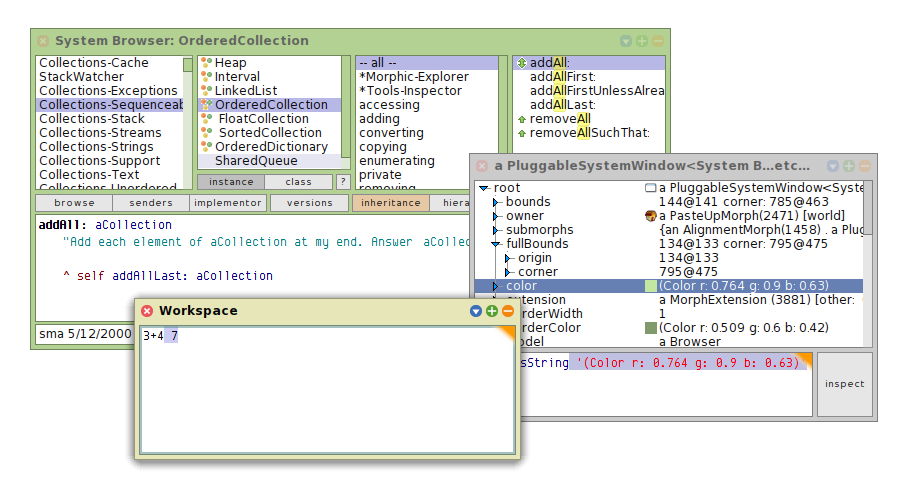 System Browser: OrderedCollection
Collections-Cache
StackWatcher
Collections-Exceptions
Collections-Sequenceab
Collections-Stack
Collections-Streams
Collections-Strings
Collections-Support
Collections-Text
Collections-Unordered
Heap
Interval
LinkedList
OrderedCollection
FloatCollection
SortedCollection
OrderedDictionary
SharedQueue
instance class ?
-- all --
*Morphic-Explorer
*Tools-Inspector
accessing
adding
converting
copying
enumerating
private
removing
addAll:
addAllFirst:
addAllFirstUnlessAlrea
addAllLast:
removeAll
removeAllSuchThat:
browse senders implementor versions inheritance hiera
addAll: aCollection
"Add each element of aCollection at my end. Answer aCollec
^ self addAllLast: aCollection
sma 5/12/2000
a PluggableSystemWindow<System B...etc...
root a PluggableSystemWindow<Syste
bounds 144@141 corner: 785@463
owner a PasteUpMorph(2471) [world]
submorphs {an AlignmentMorph(1458) . a Plug
fullBounds 134@133 corner: 795@475
origin 134@133
corner 795@475
color (Color r: 0.764 g: 0.9 b: 0.63)
extension a MorphExtension (3881) [other:
rderWidth 1
rderColor (Color r: 0.509 g: 0.6 b: 0.42)
odel a Browser
sString '(Color r: 0.764 g: 0.9 b: 0.63)
inspect
Workspace
3+4 7